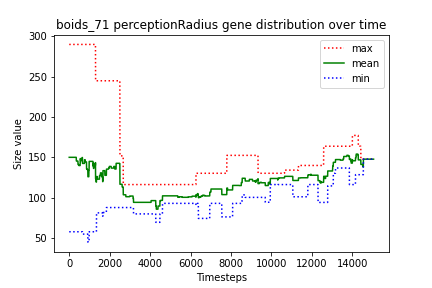 boids_71 perceptionRadius gene distribution over time
Size value
300
250
200
150
100
50
max
mean
min
0
2000
4000
6000
8000
10000
12000
14000
Timesteps